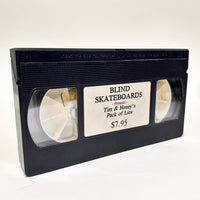 BLIND
SKATEBOARDS
Presents:
Tim & Henry's
Pack of Lies
$7.95